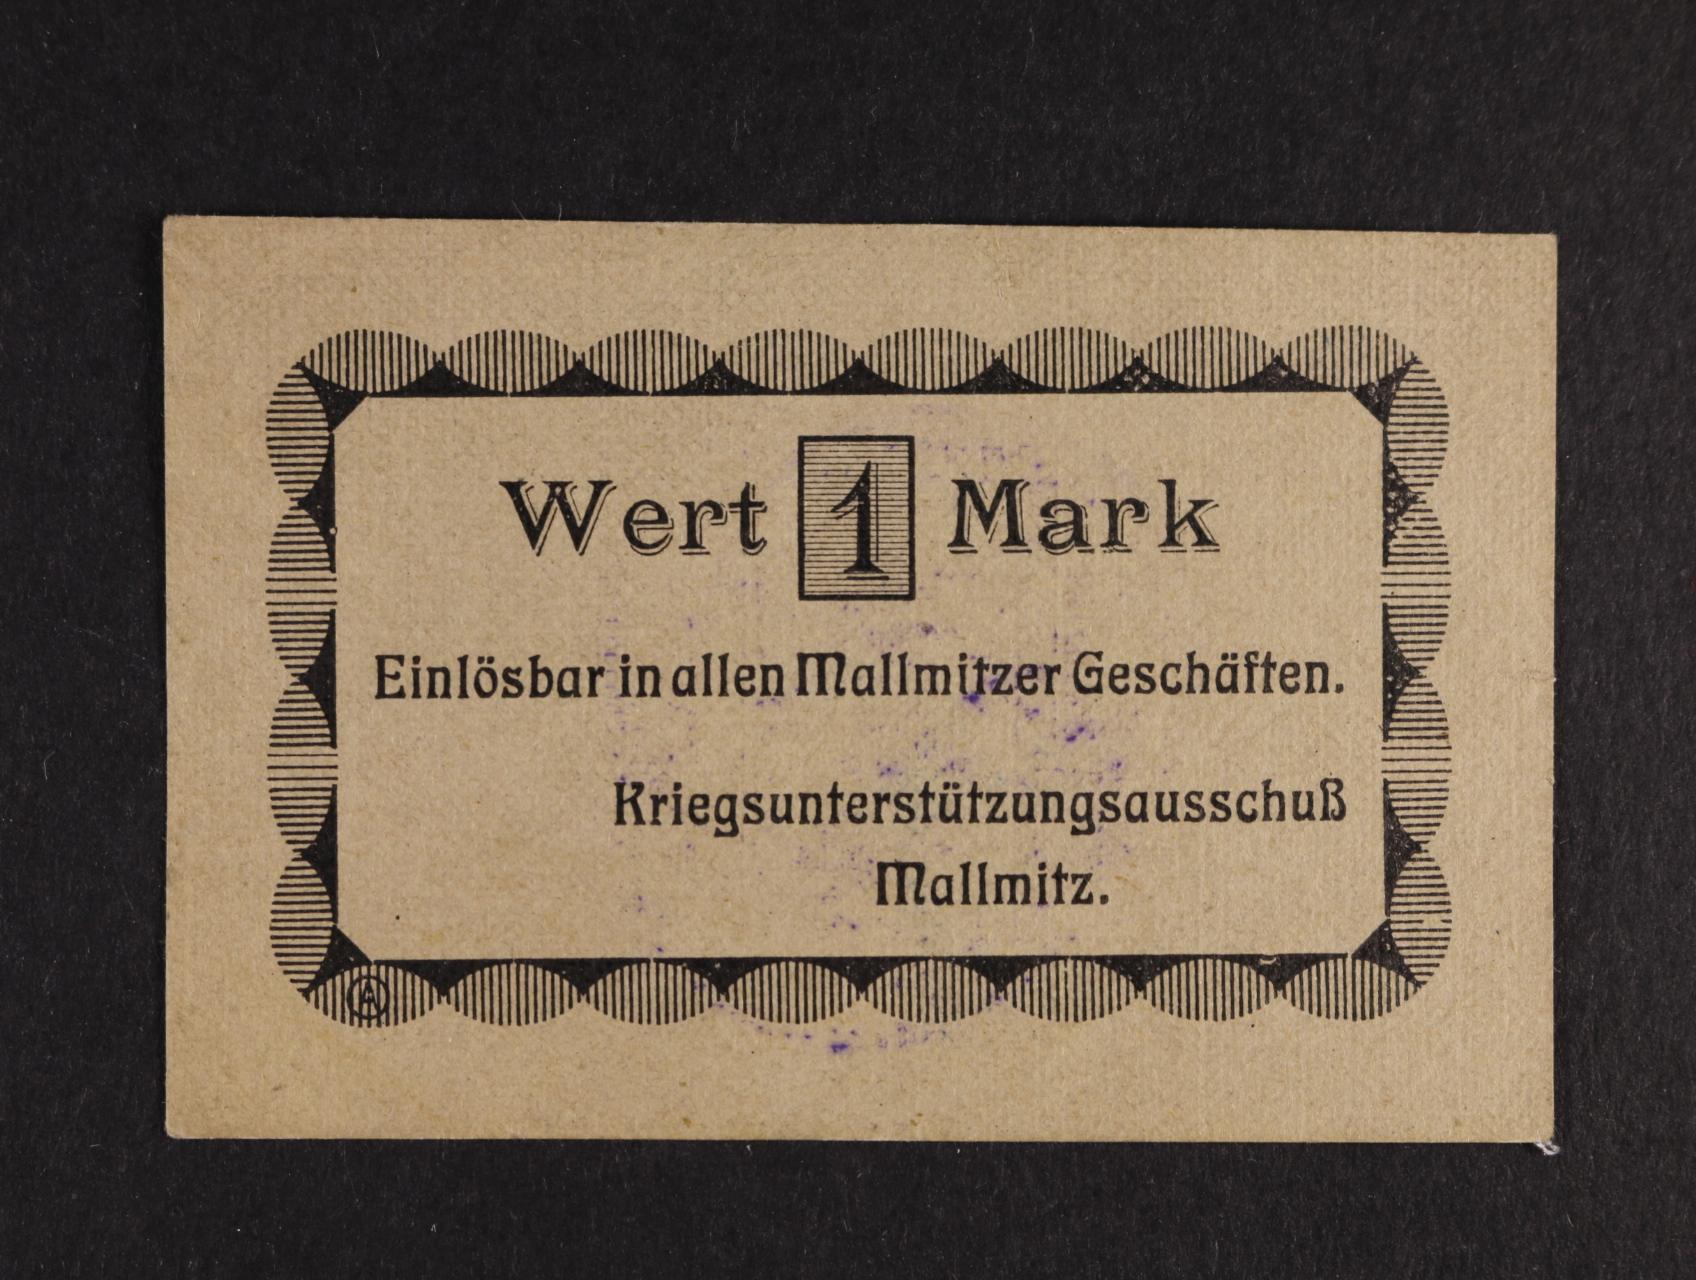 Wert 1 Mark
Einlösbar in allen Mallmitzer Geschäften.
Kriegsunterstützungsausschuß
Mallmitz.
A